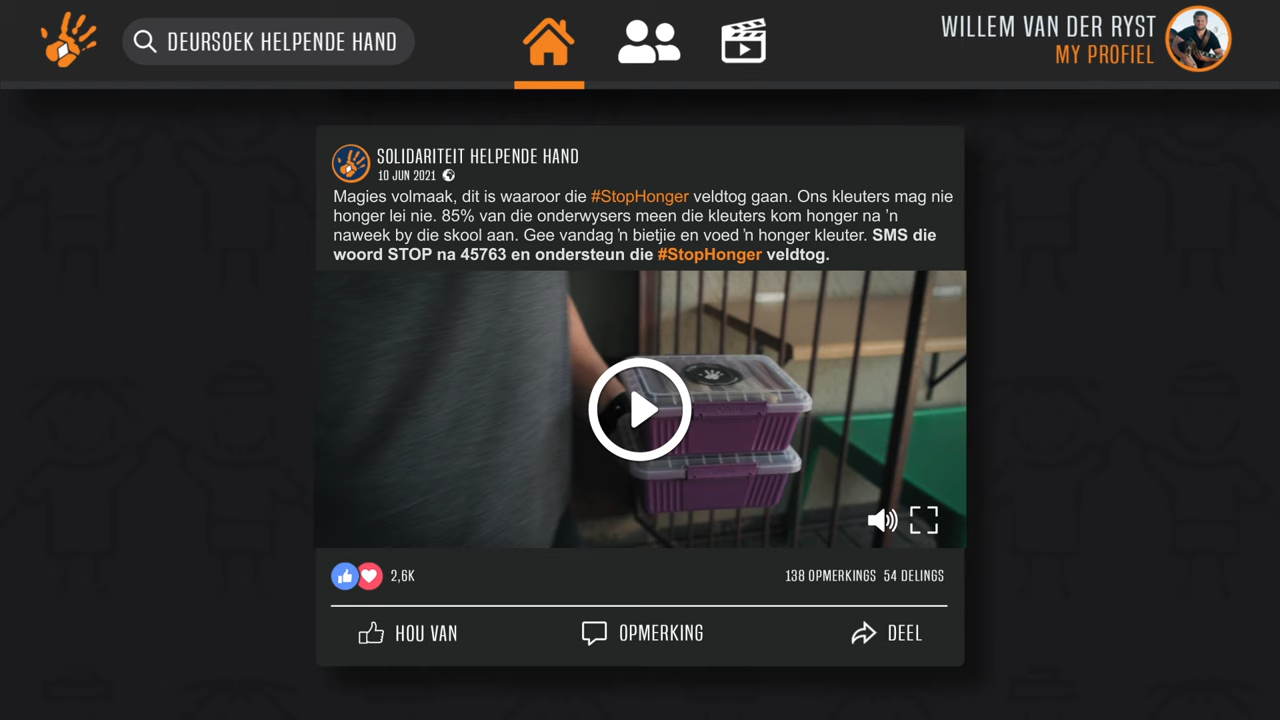 DEURSOEK HELPENDE HAND
WILLEM VAN DER RYST
MY PROFIEL
SOLIDARITEIT HELPENDE HAND
10 JUN 2021
Magies volmaak, dit is waaroor die #StopHonger veldtog gaan. Ons kleuters mag nie
honger lei nie. 85% van die onderwysers meen die kleuters kom honger na 'n
naweek by die skool aan. Gee vandag 'n bietjie en voed 'n honger kleuter. SMS die
woord STOP na 45763 en ondersteun die #StopHonger veldtog.
2,6K
138 OPMERKINGS 54 DELINGS
HOU VAN
OPMERKING
DEEL